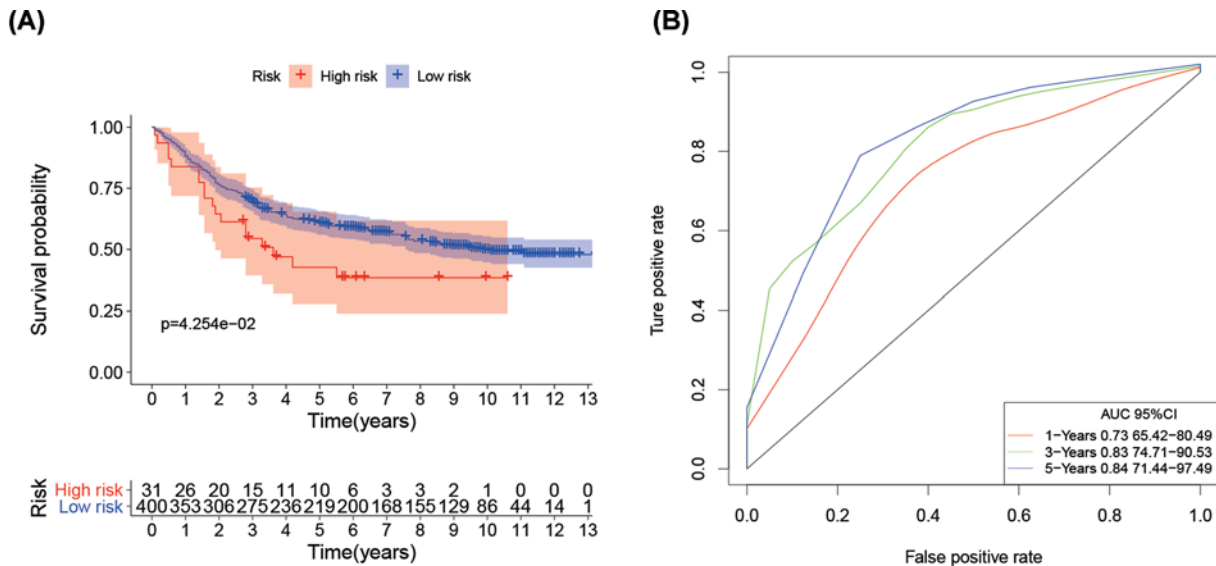 (A)
Risk High risk Low risk
Survival probability
1.00
0.75
0.50
0.25
0.00
p=4.254e−02
0 1 2 3 4 5 6 7 8 9 10 11 12 13
Time(years)
Risk
High risk 31 26 20 15 11 10 6 3 3 2 1 0 0 0
Low risk 400 353 306 275 236 219 200 168 155 129 86 44 14 1
0 1 2 3 4 5 6 7 8 9 10 11 12 13
Time(years)
(B)
Ture positive rate
1.0
0.8
0.6
0.4
0.2
0.0
AUC 95%CI
1−Years 0.73 65.42−80.49
3−Years 0.83 74.71−90.53
5−Years 0.84 71.44−97.49
0.0 0.2 0.4 0.6 0.8 1.0
False positive rate